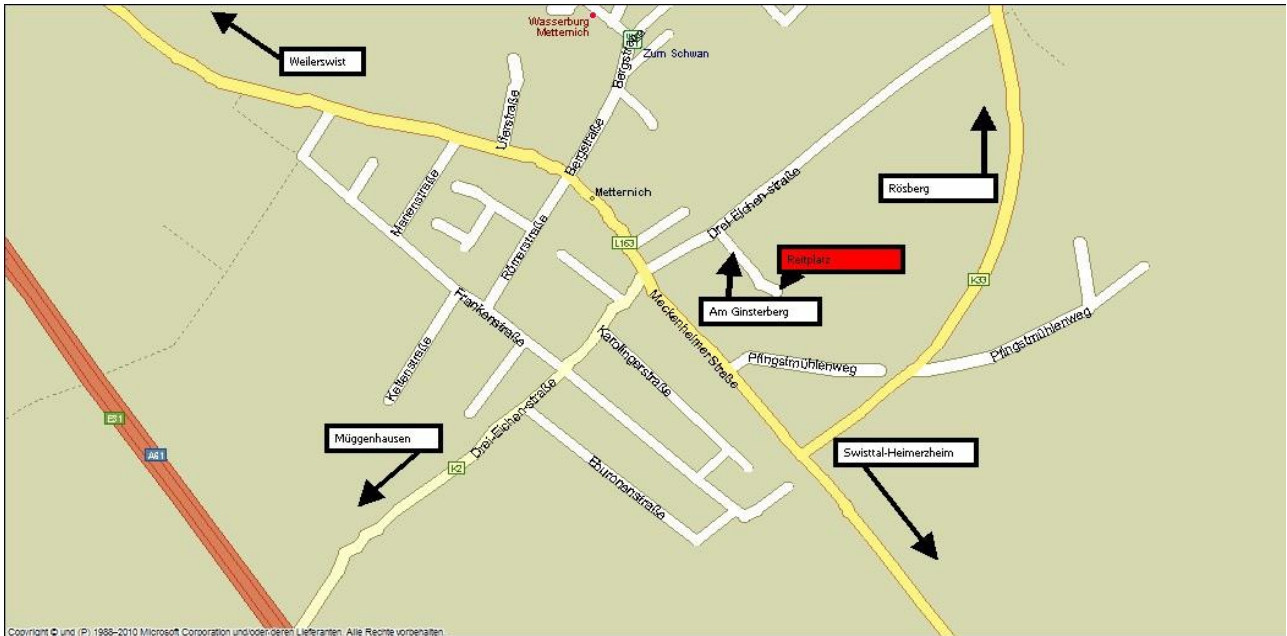 Wasserburg
Metternich
Zum Schwan
Weilerswist
Bergstraße
Uferstraße
Bergstraße
Rösberg
Marienstraße
Metternich
Drei-Eichen-straße
L163
Reitplatz
Römerstraße
K33
Am Ginsterberg
Meckenheimer Straße
Frankenstraße
Karolingerstraße
Pfingstmühlenweg
Pfingstmühlenweg
Keltenstraße
Drei-Eichen-straße
E31
A61
Müggenhausen
K2
Swisttal-Heimerzheim
Eburonenstraße
Copyright © und (P) 1988–2010 Microsoft Corporation und/oder deren Lieferanten. Alle Rechte vorbehalten.